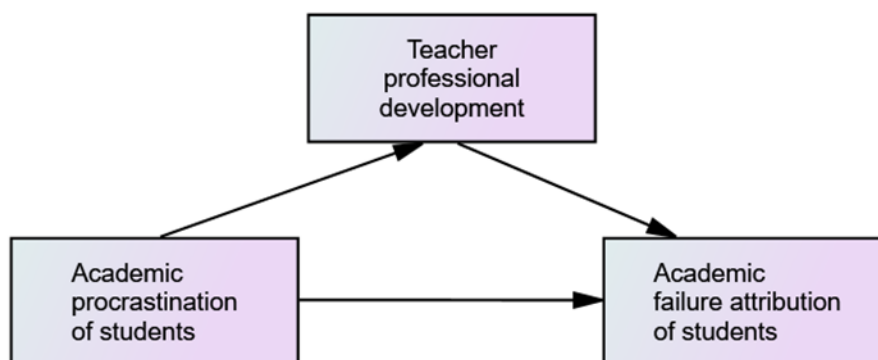 Teacher
professional
development
Academic
procrastination
of students
Academic
failure attribution
of students